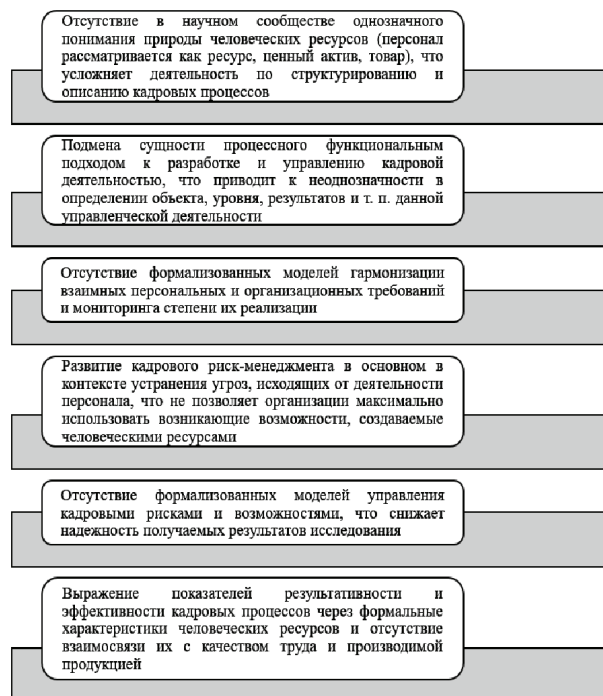 Отсутствие в научном сообществе однозначного
понимания природы человеческих ресурсов (персонал
рассматривается как ресурс, ценный актив, товар), что
усложняет деятельность по структурированию и
описанию кадровых процессов
Подмена сущности процессного функциональным
подходом к разработке и управлению кадровой
деятельностью, что приводит к неоднозначности в
определении объекта, уровня, результатов и т. п. данной
управленческой деятельности
Отсутствие формализованных моделей гармонизации
взаимных персональных и организационных требований
и мониторинга степени их реализации
Развитие кадрового риск-менеджмента в основном в
контексте устранения угроз, исходящих от деятельности
персонала, что не позволяет организации максимально
использовать возникающие возможности, создаваемые
человеческими ресурсами
Отсутствие формализованных моделей управления
кадровыми рисками и возможностями, что снижает
надежность получаемых результатов исследования
Выражение показателей результативности и
эффективности кадровых процессов через формальные
характеристики человеческих ресурсов и отсутствие
взаимосвязи их с качеством труда и производимой
продукцией